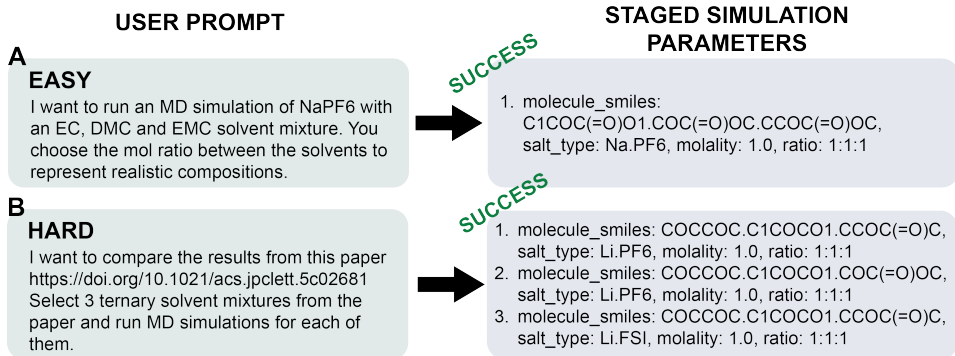 USER PROMPT
STAGED SIMULATION
PARAMETERS
A
EASY
I want to run an MD simulation of NaPF6 with
an EC, DMC and EMC solvent mixture. You
choose the mol ratio between the solvents to
represent realistic compositions.
SUCCESS
1. molecule_smiles:
C1COC(=O)O1.COC(=O)OC.CCOC(=O)OC,
salt_type: Na.PF6, molality: 1.0, ratio: 1:1:1
B
HARD
I want to compare the results from this paper
https://doi.org/10.1021/acs.jpclett.5c02681
Select 3 ternary solvent mixtures from the
paper and run MD simulations for each of
them.
SUCCESS
1. molecule_smiles: COCCOC.C1COCO1.CCOC(=O)C,
salt_type: Li.PF6, molality: 1.0, ratio: 1:1:1
2. molecule_smiles: COCCOC.C1COCO1.COC(=O)OC,
salt_type: Li.PF6, molality: 1.0, ratio: 1:1:1
3. molecule_smiles: COCCOC.C1COCO1.CCOC(=O)C,
salt_type: Li.FSI, molality: 1.0, ratio: 1:1:1